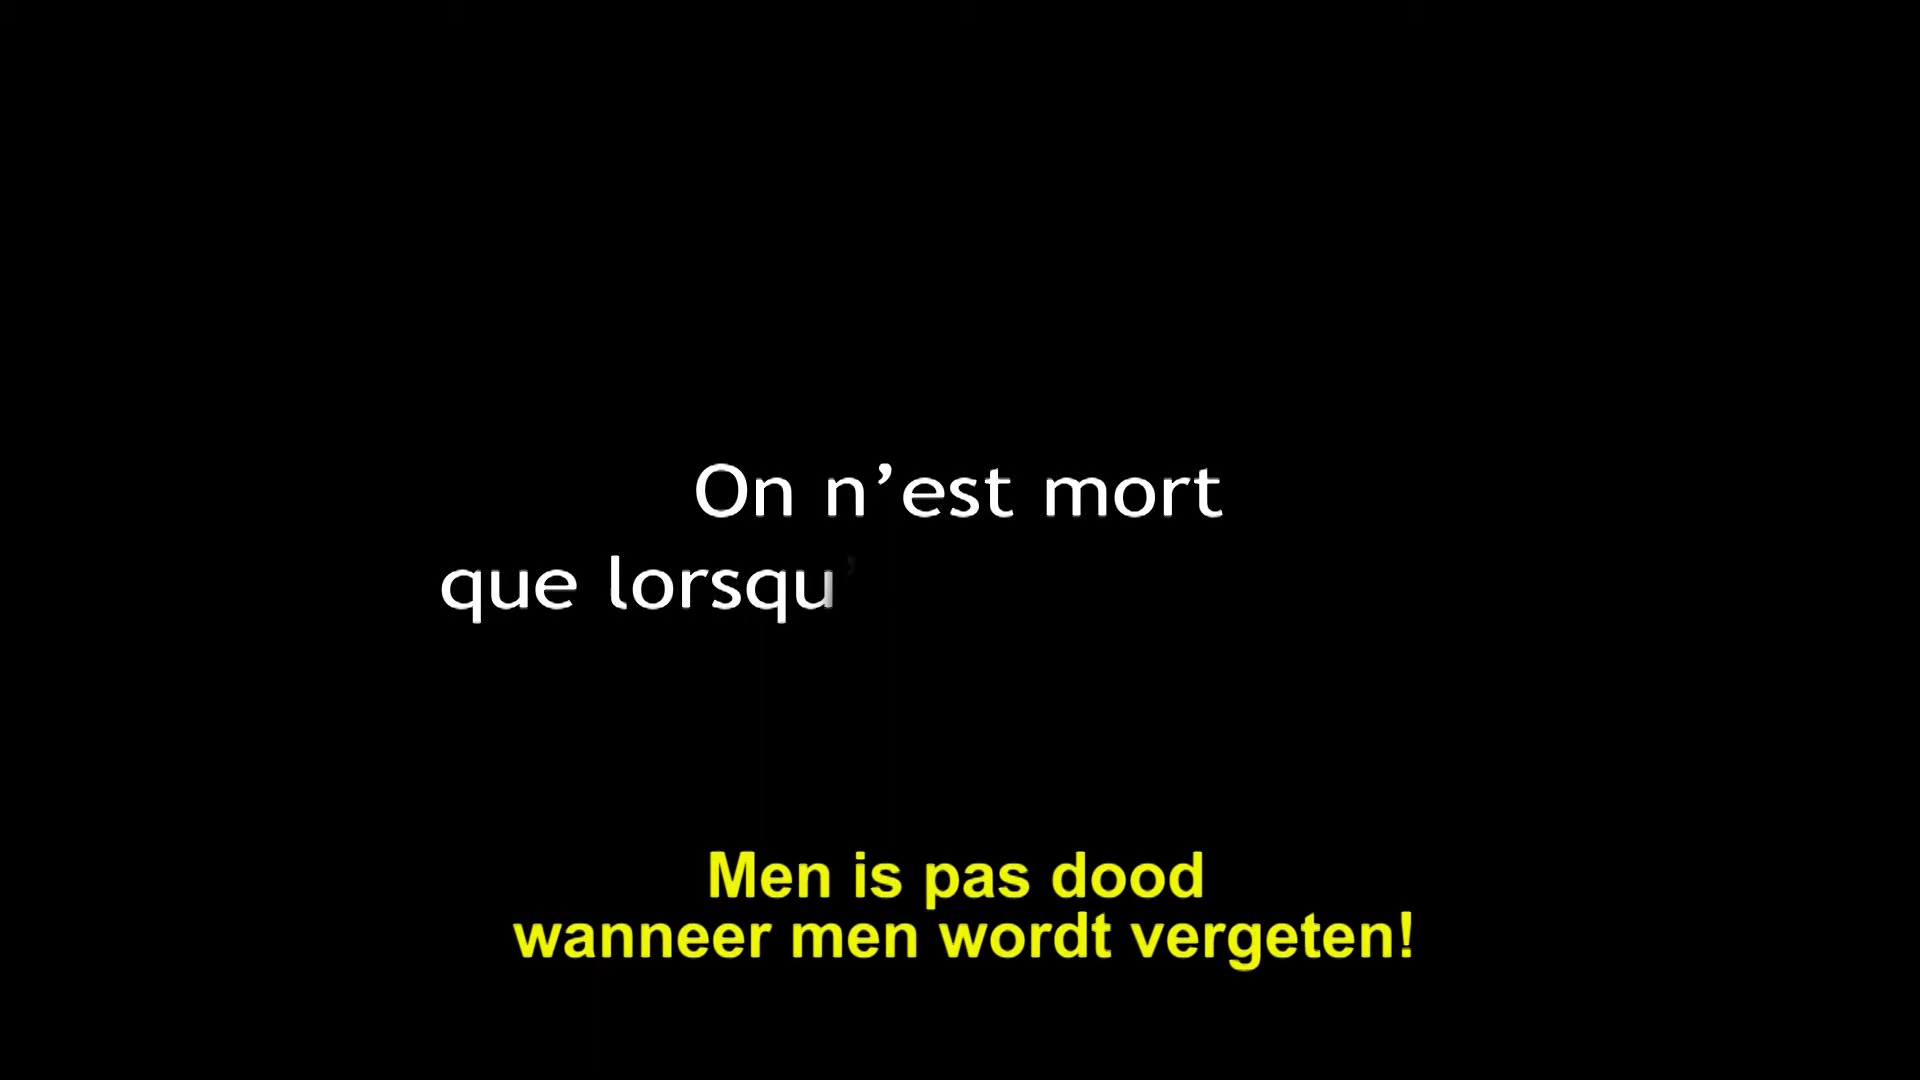 On n’est mort
que lorsqu’
Men is pas dood
wanneer men wordt vergeten!